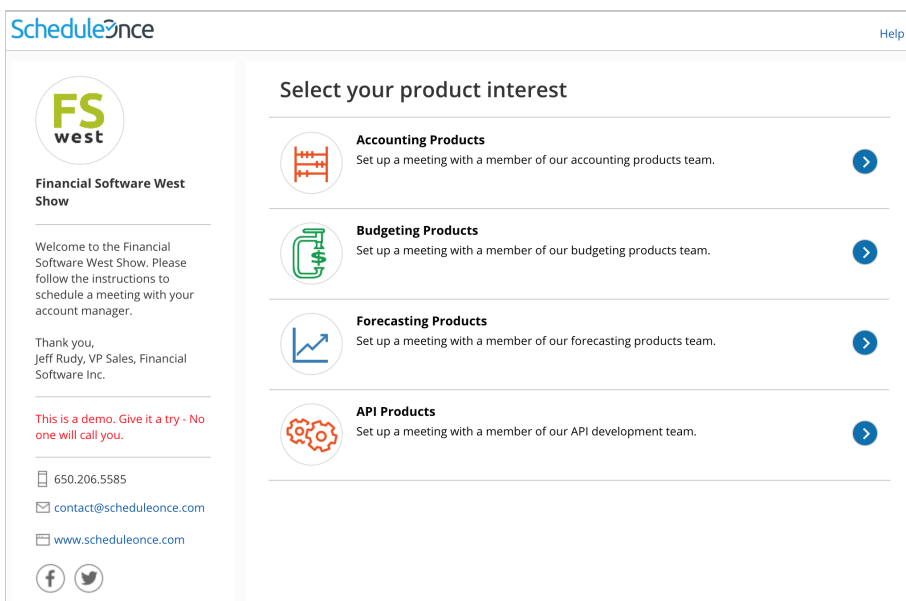 ScheduleOnce
Help
FS
west
Financial Software West
Show
Welcome to the Financial
Software West Show. Please
follow the instructions to
schedule a meeting with your
account manager.
Thank you,
Jeff Rudy, VP Sales, Financial
Software Inc.
This is a demo. Give it a try - No
one will call you.
650.206.5585
contact@scheduleonce.com
www.scheduleonce.com
Select your product interest
Accounting Products
Set up a meeting with a member of our accounting products team.
Budgeting Products
Set up a meeting with a member of our budgeting products team.
Forecasting Products
Set up a meeting with a member of our forecasting products team.
API Products
Set up a meeting with a member of our API development team.